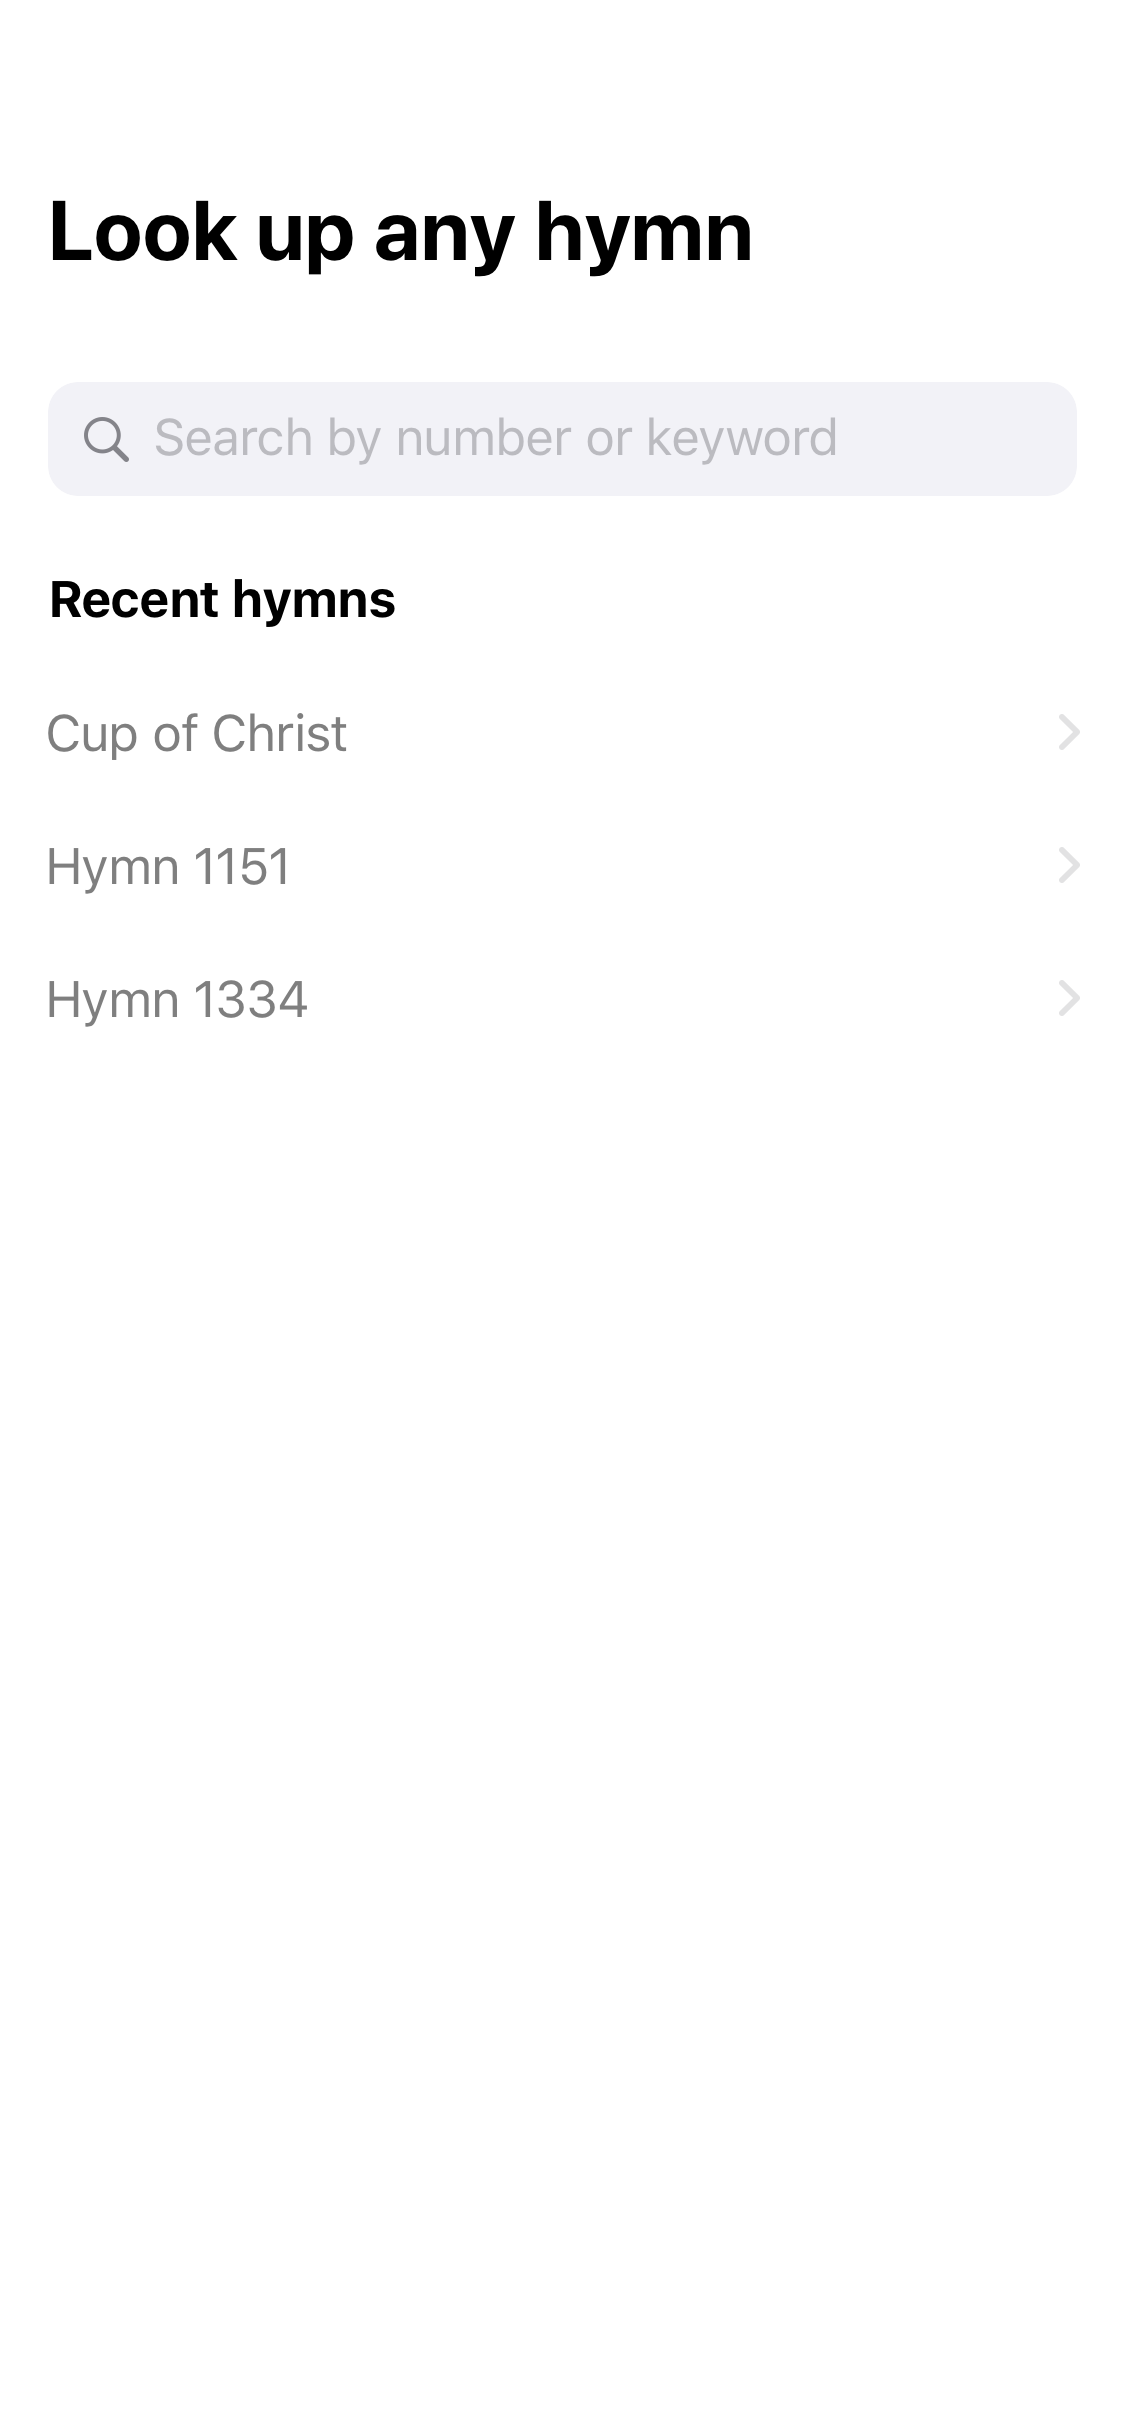 Look up any hymn
Search by number or keyword
Recent hymns
Cup of Christ
Hymn 1151
Hymn 1334